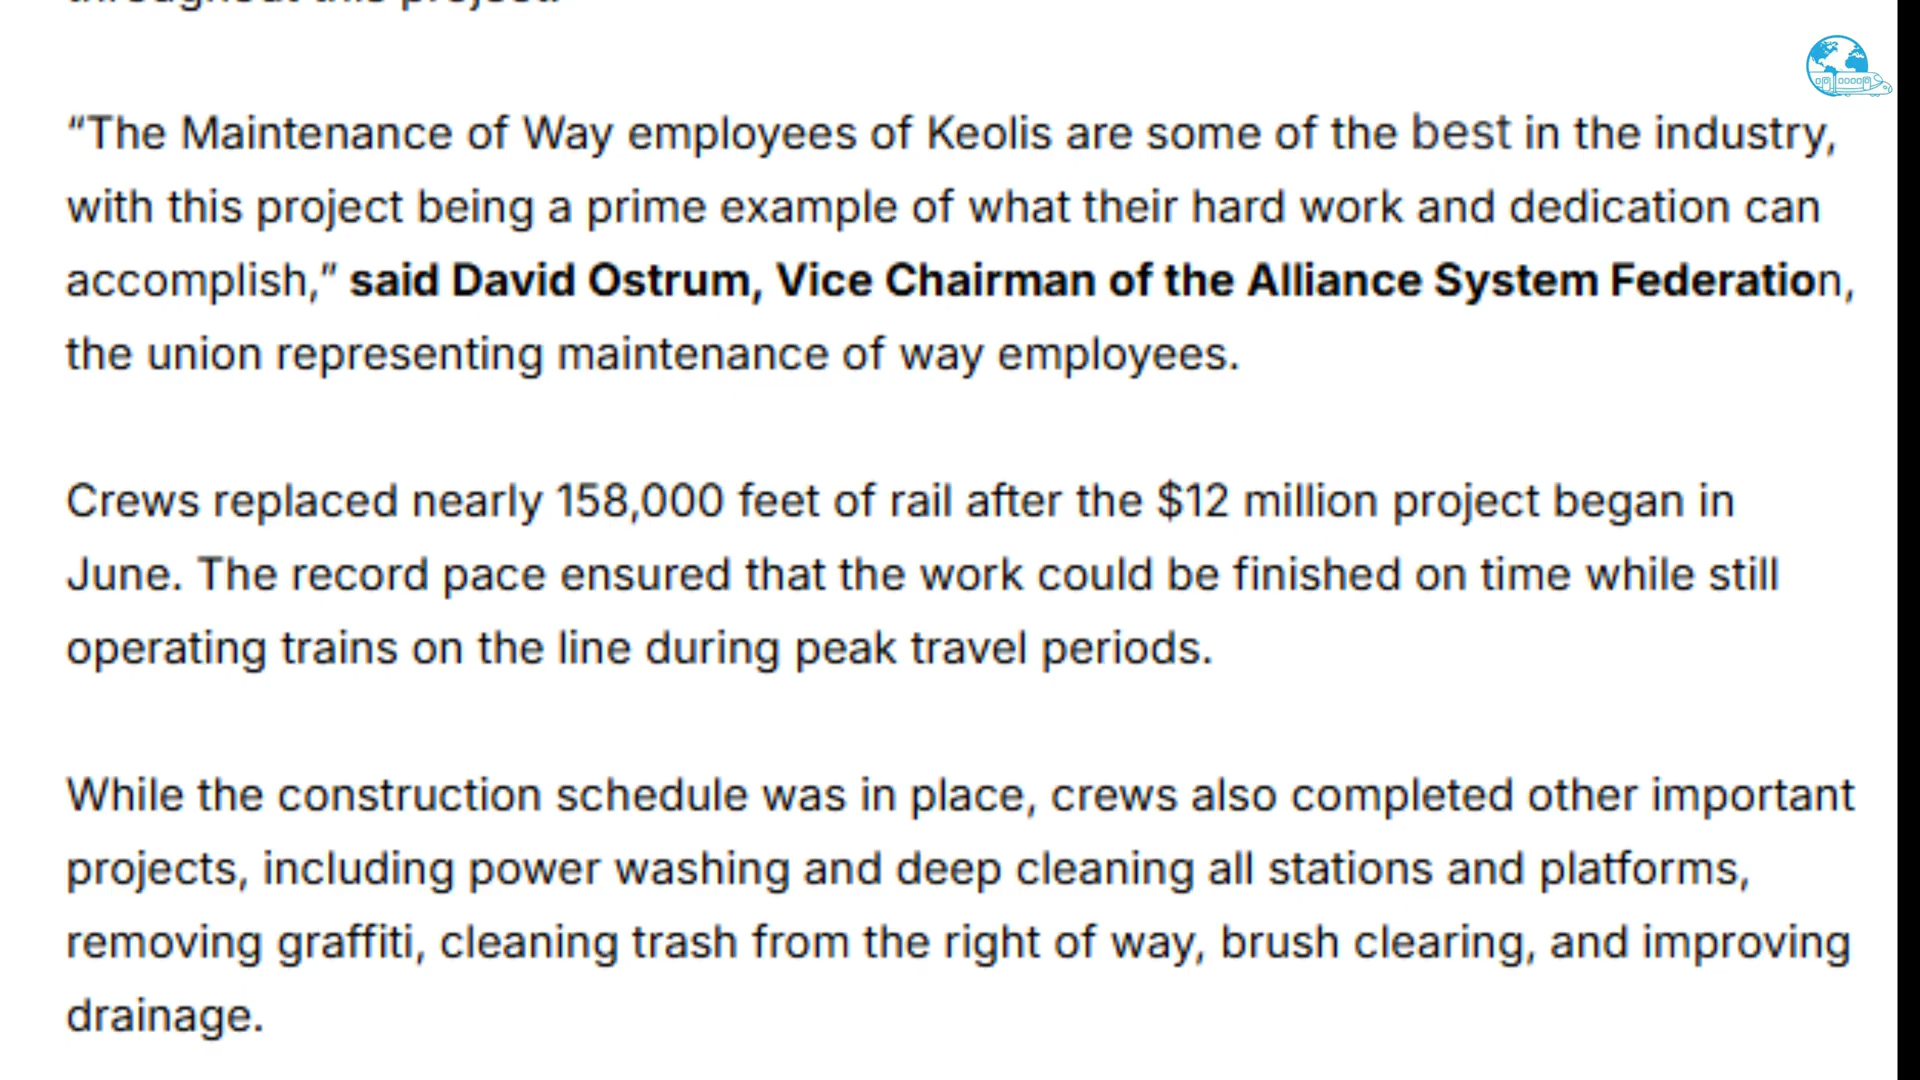 throughout this project.
“The Maintenance of Way employees of Keolis are some of the best in the industry,
with this project being a prime example of what their hard work and dedication can
accomplish,” said David Ostrum, Vice Chairman of the Alliance System Federation,
the union representing maintenance of way employees.
Crews replaced nearly 158,000 feet of rail after the $12 million project began in
June. The record pace ensured that the work could be finished on time while still
operating trains on the line during peak travel periods.
While the construction schedule was in place, crews also completed other important
projects, including power washing and deep cleaning all stations and platforms,
removing graffiti, cleaning trash from the right of way, brush clearing, and improving
drainage.